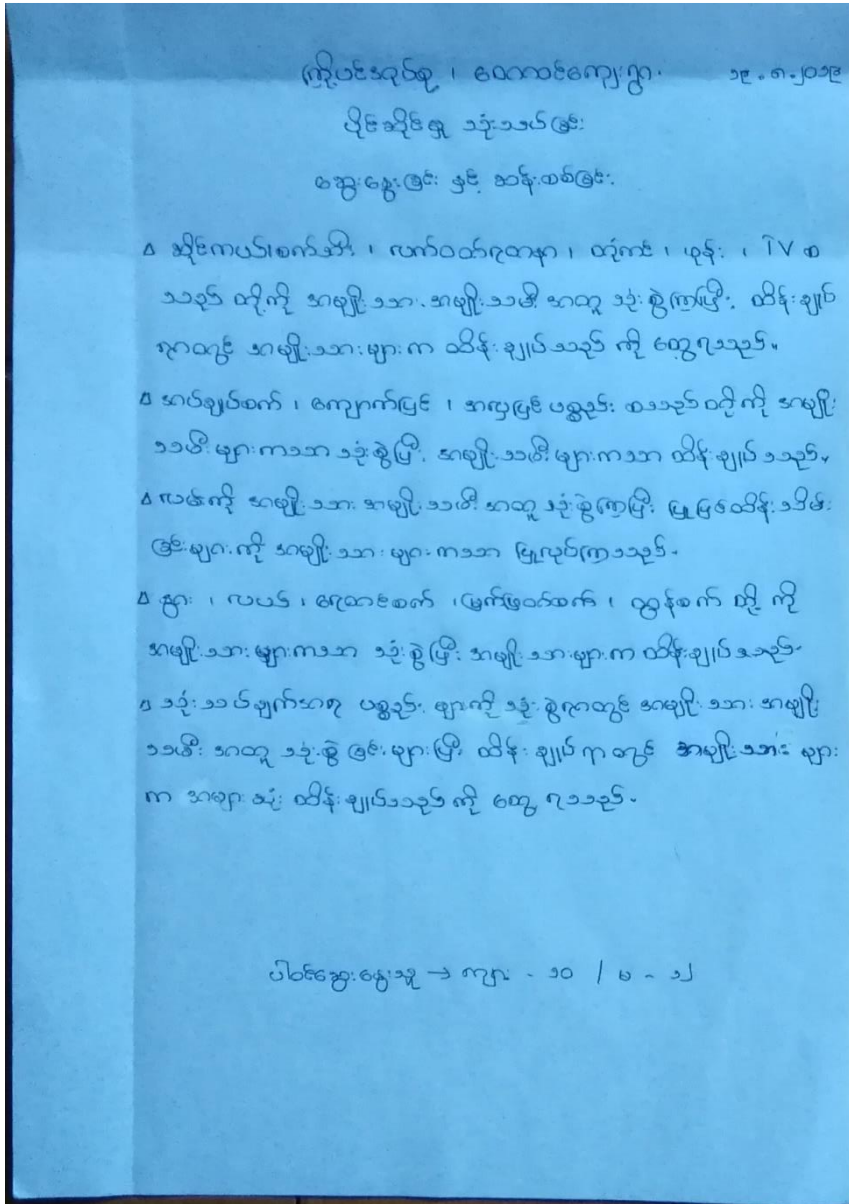 ကြို့ပင်အုပ်စု ၊ ဝေကာင်ကျေးရွာ. ၁၉.၈.၂၀၁၉
ပိုင်ဆိုင်မှု သုံးသပ်ခြင်း
ဆွေးနွေးခြင်း နှင့် ဆန်းစစ်ခြင်း.
∆ ဆိုင်ကယ်၊ စက်ဘီး ၊ လက်ဝတ်ရတနာ ၊ တိုက် ၊ ဖုန်း ၊ TV စ
သည် တို့ကို အမျိုးသား. အမျိုးသမီး အတူ သုံးစွဲကြပြီး. ထိန်းချုပ်
ရာတွင် အမျိုးသားများက ထိန်းချုပ်သည် ကို တွေ့ရသည်။
∆ အပ်ချုပ်စက် ၊ ကျောက်ပြင် ၊ အလှပြင် ပစ္စည်း စသည် တို့ကို အမျိုး
သမီးများကသာ သုံးစွဲပြီး. အမျိုးသမီးများကသာ ထိန်းချုပ်သည်။
∆ လမ်းကို အမျိုးသား အမျိုးသမီး အတူသုံးစွဲကြပြီး ပြုပြင်ထိန်းသိမ်း
ခြင်းများ ကို အမျိုးသား များကသာ ပြုလုပ်ကြသည်.
∆ နွား ၊ လယ် ၊ ရေတင်စက် ၊ မြက်ဖြတ်စက် ၊ ထွန်စက် တို့ ကို
အမျိုးသား များကသာ သုံးစွဲပြီး အမျိုးသားများက ထိန်းချုပ်သည်.
∆ သုံးသပ်ချက်အရ ပစ္စည်း များကို သုံးစွဲရာတွင် အမျိုးသား အမျိုး
သမီး အတူ သုံးစွဲ ခြင်းများပြီး ထိန်းချုပ် ရာတွင် အမျိုးသား များ
က အများဆုံး ထိန်းချုပ်သည် ကို တွေ့ ရသည်.
ပါဝင်ဆွေးနွေးသူ → ကျား - ၁၀ / မ - ၁၂